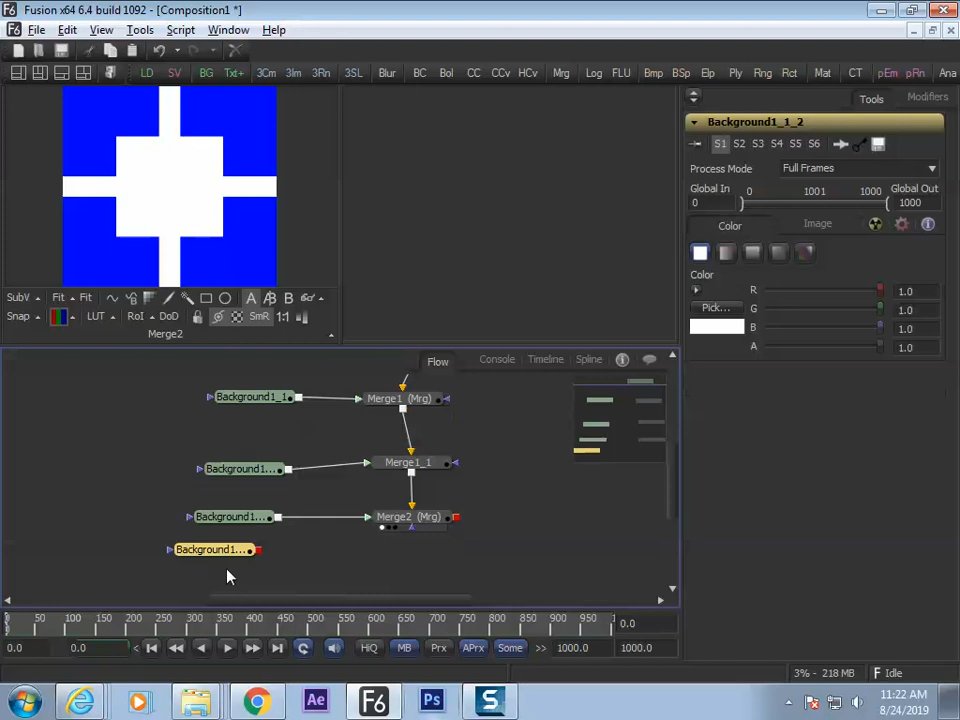 Fusion x64 6.4 build 1092 - [Composition1 *]
File Edit View Tools Script Window Help
LD SV BG Txt+ 3Cm 3Im 3Rn 3SL Blur BC Bol CC CCv HCv Mrg Log FLU Bmp BSp Elp Ply Rng Rct Mat CT pEm pRn Ana
Tools Modifiers
Background1_1_2
S1 S2 S3 S4 S5 S6
Process Mode Full Frames
Global In 0 1001 1000 Global Out
0 1000
Color Image
Color
R 1.0
Pick... G 1.0
B 1.0
A 1.0
SubV Fit Fit A B B
Snap LUT RoI DoD SmR 1:1
Merge2
Flow Console Timeline Spline
Background1_1 Merge1 (Mrg)
Background1... Merge1_1
Background1... Merge2 (Mrg)
Background1...
0 50 100 150 200 250 300 350 400 450 500 550 600 650 700 750 800 850 900 950 0.0
0.0 0.0 HiQ MB Prx APrx Some >> 1000.0 1000.0
3% - 218 MB Idle
Ae F6 Ps S
11:22 AM
8/24/2019